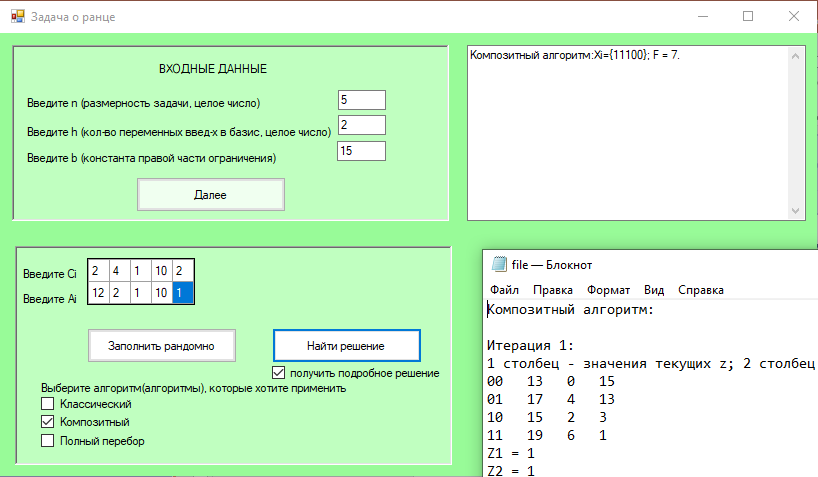 Задача о ранце
ВХОДНЫЕ ДАННЫЕ
Введите n (размерность задачи, целое число) 5
Введите h (кол-во переменных введ-х в базис, целое число) 2
Введите b (константа правой части ограничения) 15
Далее
Композитный алгоритм:Xi={11100}; F = 7.
Введите Ci 2 4 1 10 2
Введите Ai 12 2 1 10 1
Заполнить рандомно Найти решение
получить подробное решение
Выберите алгоритм(алгоритмы), которые хотите применить
Классический
Композитный
Полный перебор
file — Блокнот
Файл Правка Формат Вид Справка
Композитный алгоритм:
Итерация 1:
1 столбец - значения текущих z; 2 столбец
00 13 0 15
01 17 4 13
10 15 2 3
11 19 6 1
Z1 = 1
Z2 = 1